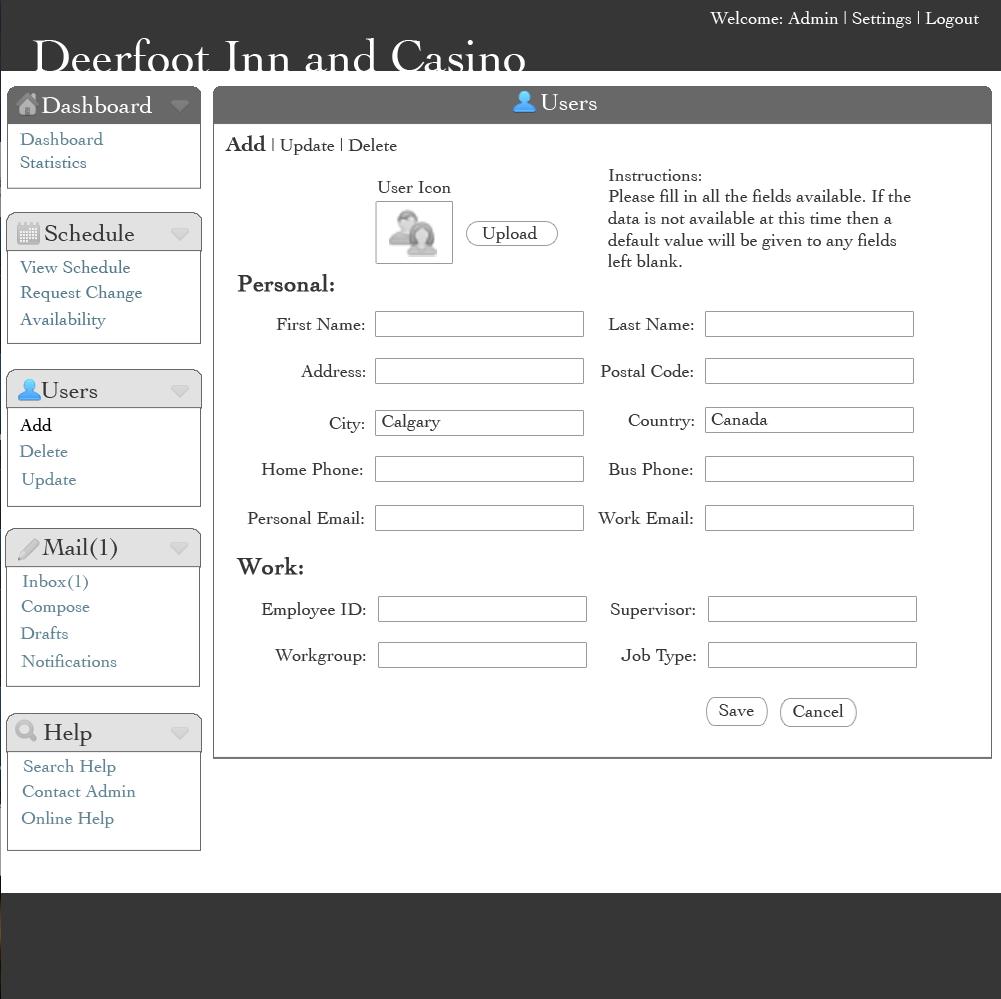 Welcome: Admin | Settings | Logout
Deerfoot Inn and Casino
Dashboard
Dashboard
Statistics
Schedule
View Schedule
Request Change
Availability
Users
Add
Delete
Update
Mail(1)
Inbox(1)
Compose
Drafts
Notifications
Help
Search Help
Contact Admin
Online Help
Users
Add | Update | Delete
User Icon
Upload
Instructions:
Please fill in all the fields available. If the
data is not available at this time then a
default value will be given to any fields
left blank.
Personal:
First Name: Last Name:
Address: Postal Code:
City: Calgary Country: Canada
Home Phone: Bus Phone:
Personal Email: Work Email:
Work:
Employee ID: Supervisor:
Workgroup: Job Type:
Save Cancel